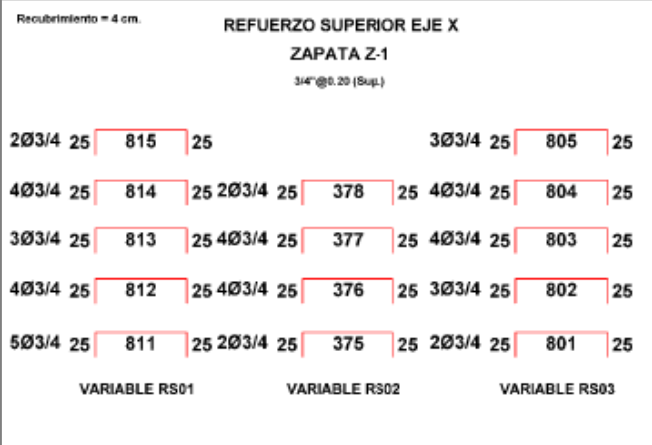 Recubrimiento = 4 cm.
REFUERZO SUPERIOR EJE X
ZAPATA Z-1
3/4"@0.20 (Sup.)
2Ø3/4 25 815 25 3Ø3/4 25 805 25
4Ø3/4 25 814 25 2Ø3/4 25 378 25 4Ø3/4 25 804 25
3Ø3/4 25 813 25 4Ø3/4 25 377 25 4Ø3/4 25 803 25
4Ø3/4 25 812 25 4Ø3/4 25 376 25 3Ø3/4 25 802 25
5Ø3/4 25 811 25 2Ø3/4 25 375 25 2Ø3/4 25 801 25
VARIABLE RS01 VARIABLE RS02 VARIABLE RS03